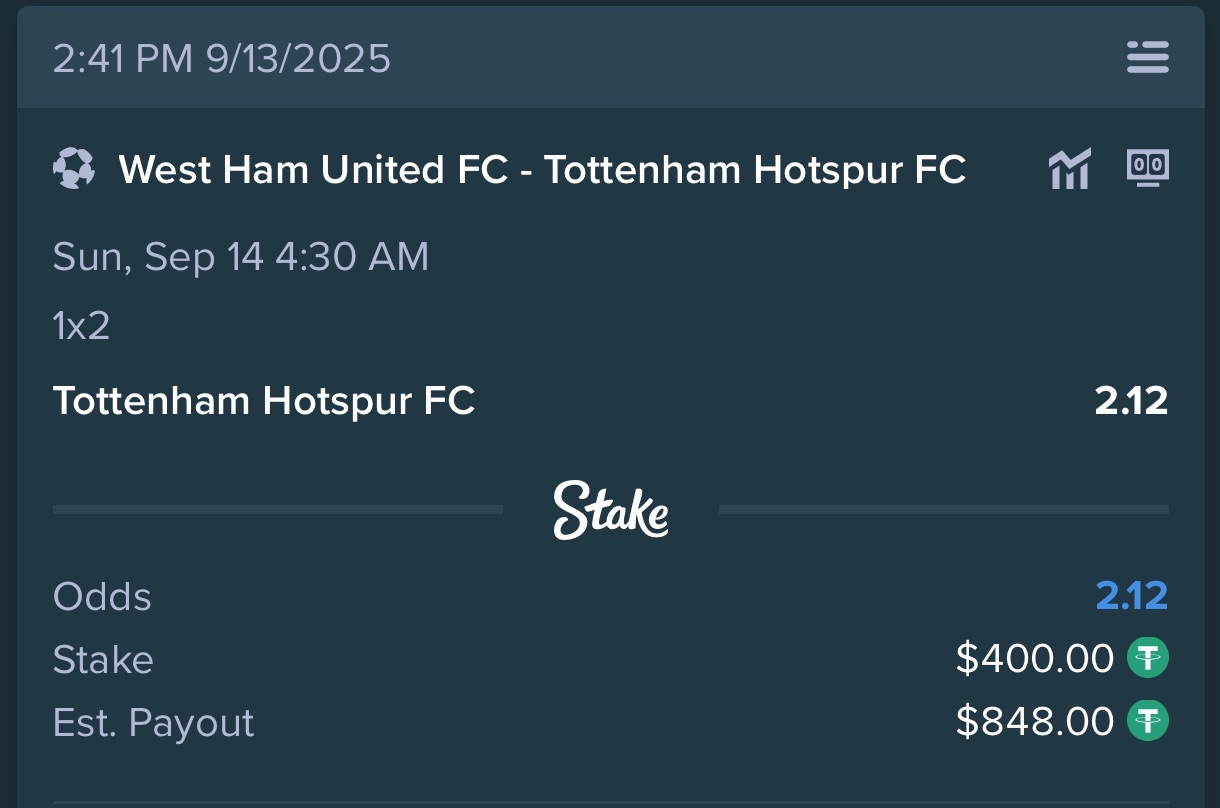 2:41 PM 9/13/2025
West Ham United FC - Tottenham Hotspur FC
00
Sun, Sep 14 4:30 AM
1x2
Tottenham Hotspur FC 2.12
Stake
Odds 2.12
Stake $400.00
Est. Payout $848.00